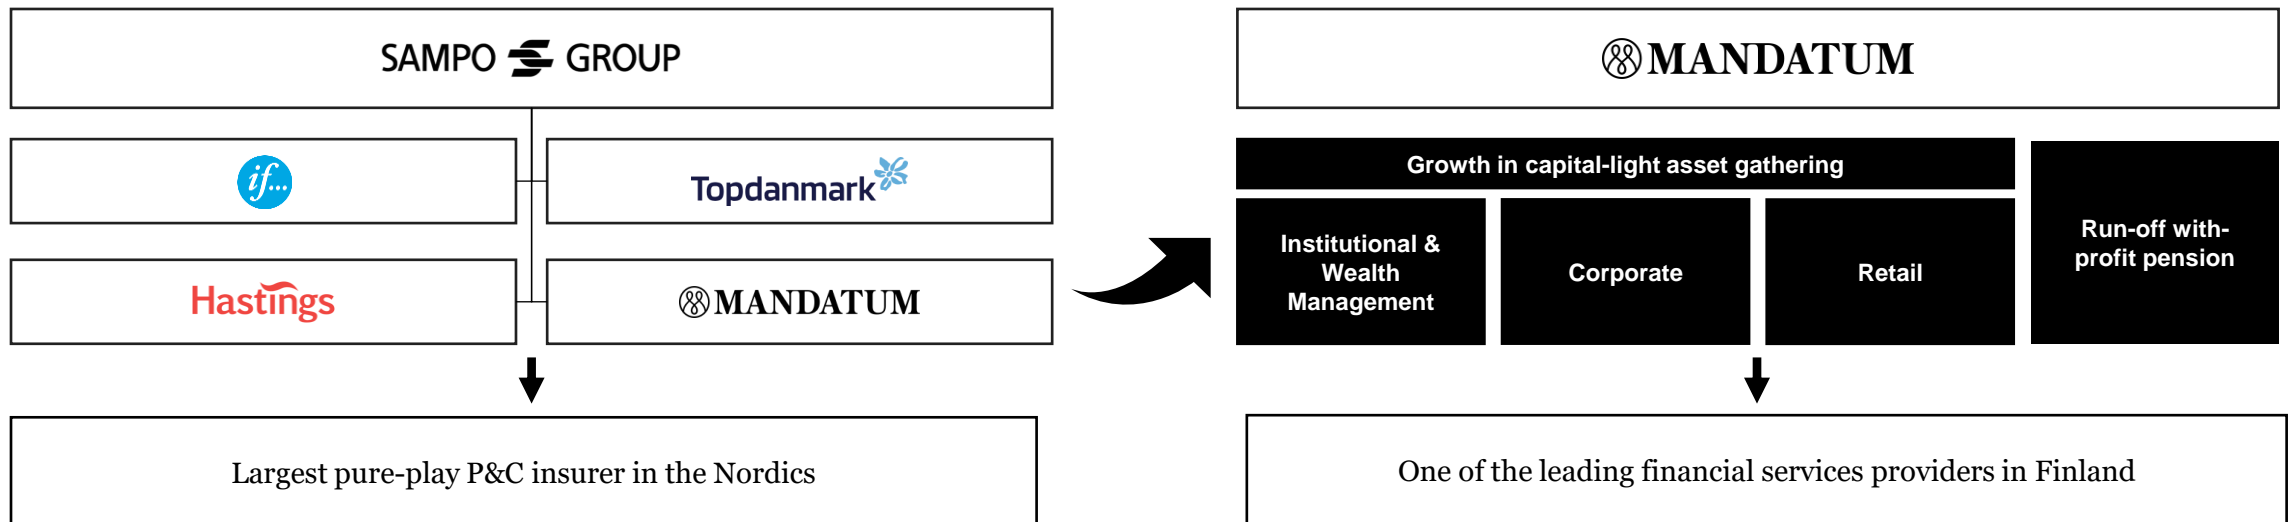 SAMPO GROUP
if...
Topdanmark
Hastings
MANDATUM
Largest pure-play P&C insurer in the Nordics
MANDATUM
Growth in capital-light asset gathering
Institutional &
Wealth
Management
Corporate
Retail
Run-off with-
profit pension
One of the leading financial services providers in Finland